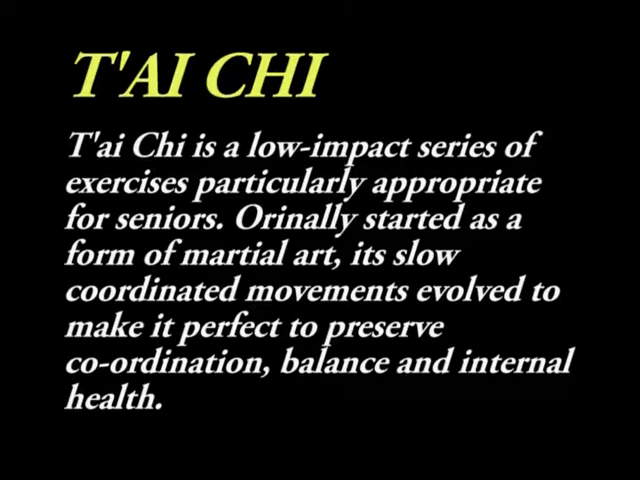 T'AI CHI
T'ai Chi is a low-impact series of
exercises particularly appropriate
for seniors. Orinally started as a
form of martial art, its slow
coordinated movements evolved to
make it perfect to preserve
co-ordination, balance and internal
health.